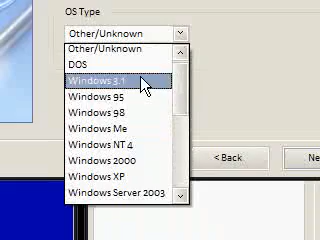 OS Type
Other/Unknown
Other/Unknown
DOS
Windows 3.1
Windows 95
Windows 98
Windows Me
Windows NT 4
Windows 2000
Windows XP
Windows Server 2003
< Back
Ne